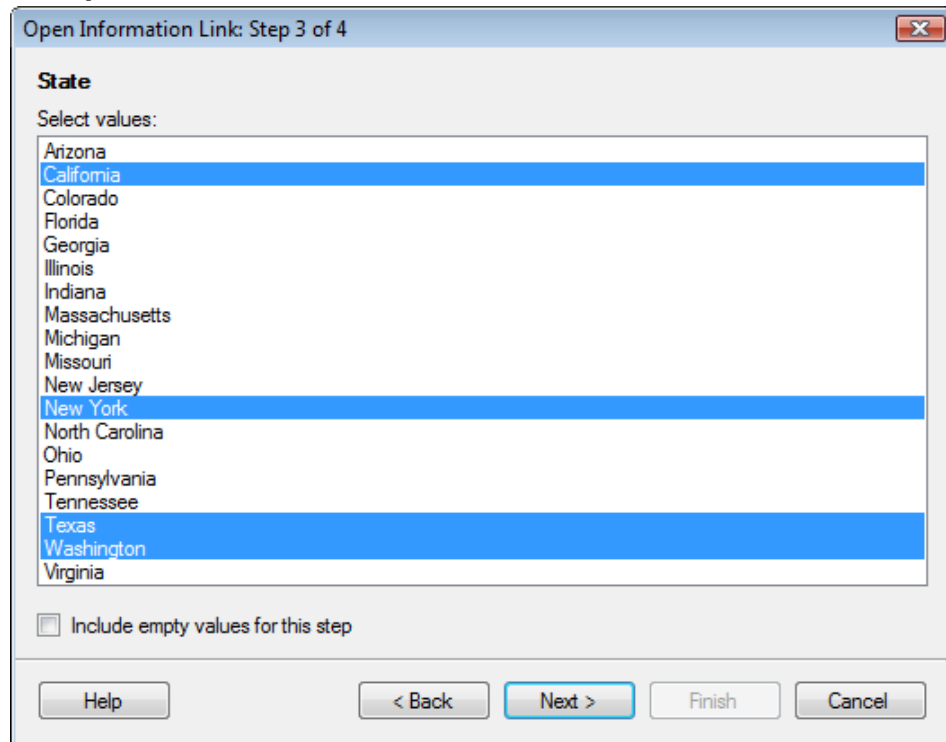 Open Information Link: Step 3 of 4
State
Select values:
Arizona
California
Colorado
Florida
Georgia
Illinois
Indiana
Massachusetts
Michigan
Missouri
New Jersey
New York
North Carolina
Ohio
Pennsylvania
Tennessee
Texas
Washington
Virginia
Include empty values for this step
Help < Back Next > Finish Cancel